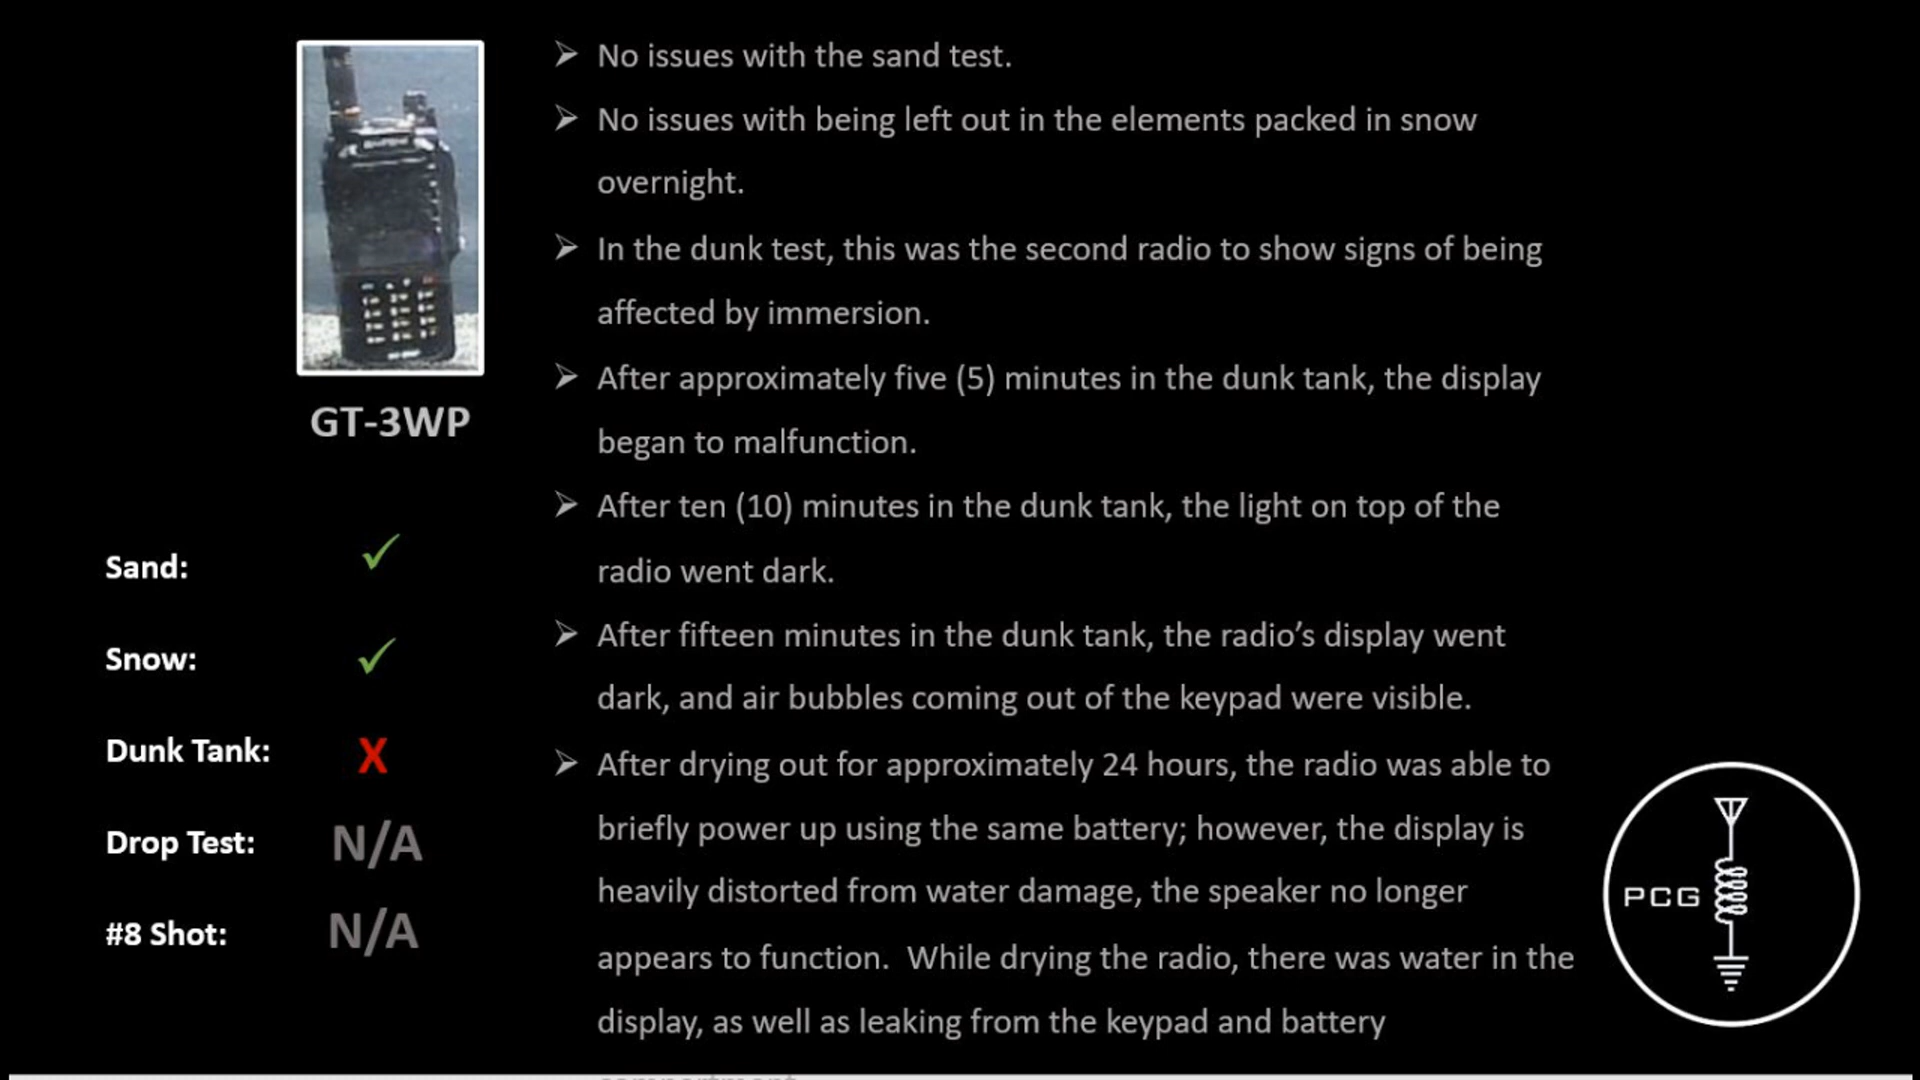 No issues with the sand test.
No issues with being left out in the elements packed in snow
overnight.
In the dunk test, this was the second radio to show signs of being
affected by immersion.
After approximately five (5) minutes in the dunk tank, the display
began to malfunction.
After ten (10) minutes in the dunk tank, the light on top of the
radio went dark.
After fifteen minutes in the dunk tank, the radio’s display went
dark, and air bubbles coming out of the keypad were visible.
After drying out for approximately 24 hours, the radio was able to
briefly power up using the same battery; however, the display is
heavily distorted from water damage, the speaker no longer
appears to function.  While drying the radio, there was water in the
display, as well as leaking from the keypad and battery
GT-3WP
Sand:
Snow:
Dunk Tank: X
Drop Test: N/A
#8 Shot: N/A
PCG